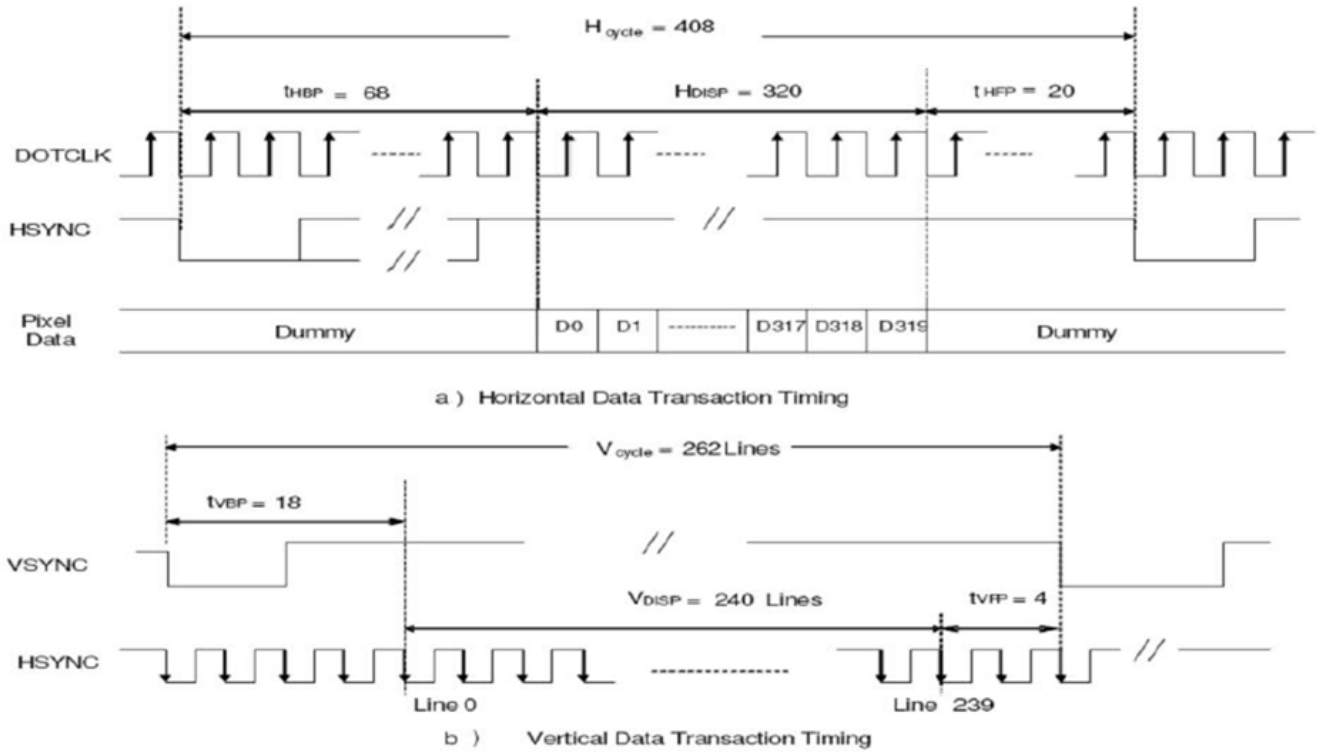 H cycle = 408
tHBP = 68
HDISP = 320
t HFP = 20
DOTCLK
HSYNC
Pixel
Data
Dummy
D0
D1
D317
D318
D319
Dummy
a ) Horizontal Data Transaction Timing
V cycle = 262 Lines
tVBP = 18
VSYNC
VDISP = 240 Lines
tVFP = 4
HSYNC
Line 0
Line 239
b ) Vertical Data Transaction Timing